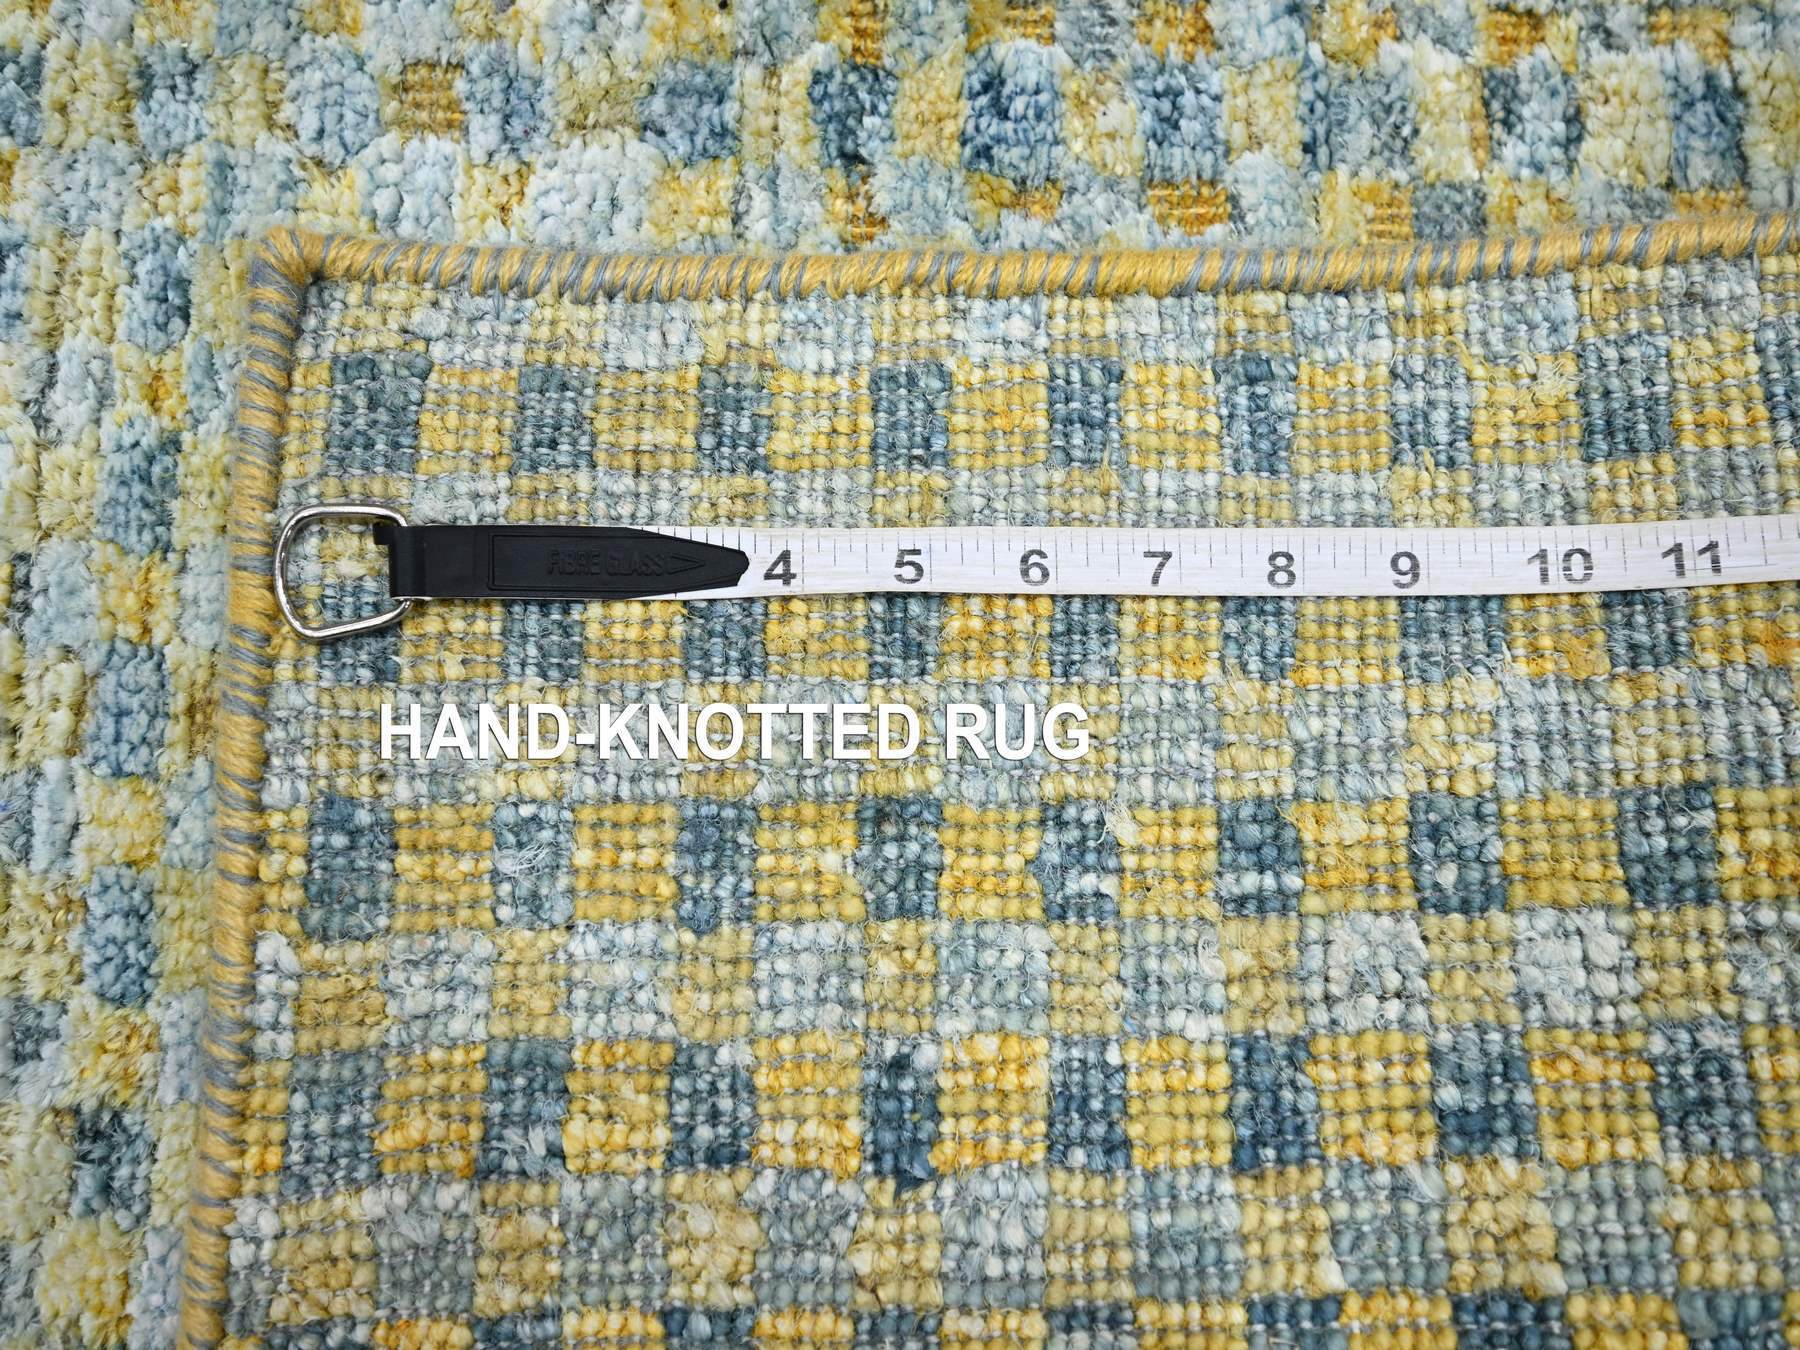 FIBRE GLASS
4 5 6 7 8 9 10 11
HAND-KNOTTED RUG